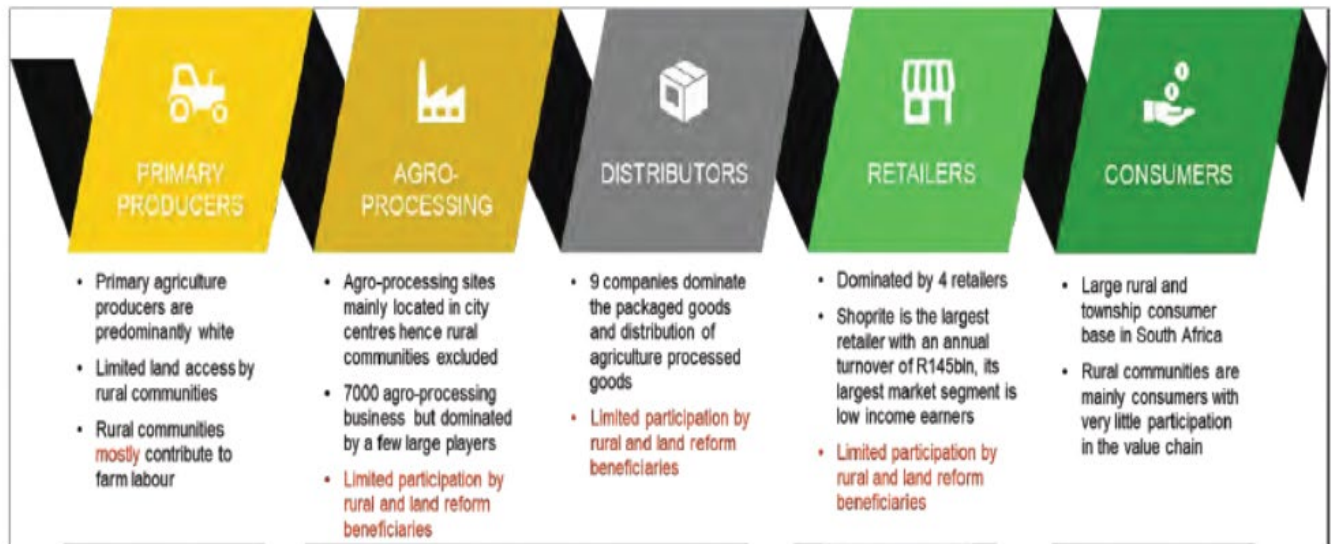 PRIMARY
PRODUCERS
• Primary agriculture
producers are
predominantly white
• Limited land access by
rural communities
• Rural communities
mostly contribute to
farm labour
AGRO-
PROCESSING
• Agro-processing sites
mainly located in city
centres hence rural
communities excluded
• 7000 agro-processing
business but dominated
by a few large players
• Limited participation by
rural and land reform
beneficiaries
DISTRIBUTORS
• 9 companies dominate
the packaged goods
and distribution of
agriculture processed
goods
• Limited participation by
rural and land reform
beneficiaries
RETAILERS
• Dominated by 4 retailers
• Shoprite is the largest
retailer with an annual
turnover of R145bln, its
largest market segment is
low income earners
• Limited participation by
rural and land reform
beneficiaries
CONSUMERS
• Large rural and
township consumer
base in South Africa
• Rural communities are
mainly consumers with
very little participation
in the value chain